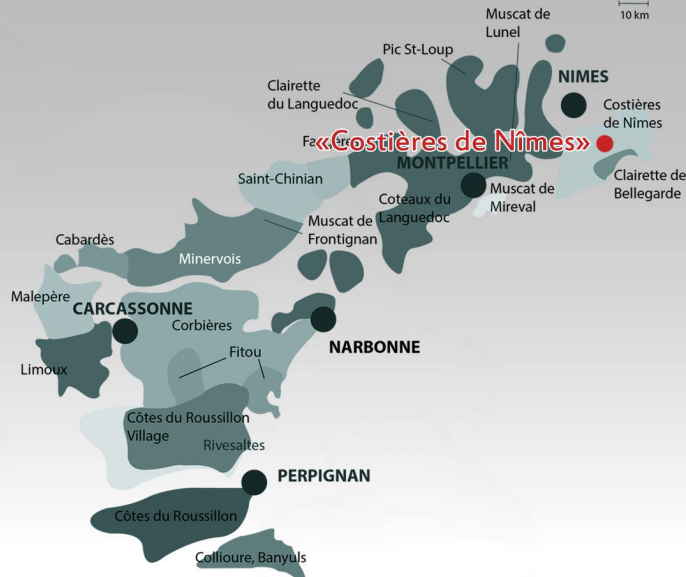 Muscat de
Lunel
10 km
Pic St-Loup
NIMES
Clairette
du Languedoc
Costières
de Nîmes
«Costières de Nîmes»
MONTPELLIER
Saint-Chinian
Clairette de
Bellegarde
Muscat de
Mireval
Coteaux du
Languedoc
Muscat de
Frontignan
Cabardès
Minervois
Malepère
CARCASSONNE
Corbières
NARBONNE
Fitou
Limoux
Côtes du Roussillon
Village
Rivesaltes
PERPIGNAN
Côtes du Roussillon
Collioure, Banyuls